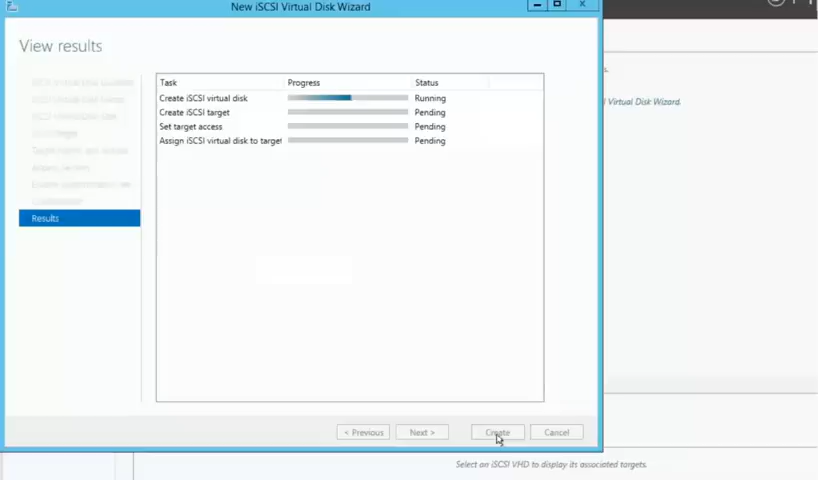 New iSCSI Virtual Disk Wizard
View results
Task Progress Status
Create iSCSI virtual disk Running
Create iSCSI target Pending
Set target access Pending
Assign iSCSI virtual disk to target Pending
Results
l Virtual Disk Wizard.
< Previous Next > Create Cancel
Select an iSCSI VHD to display its associated targets.